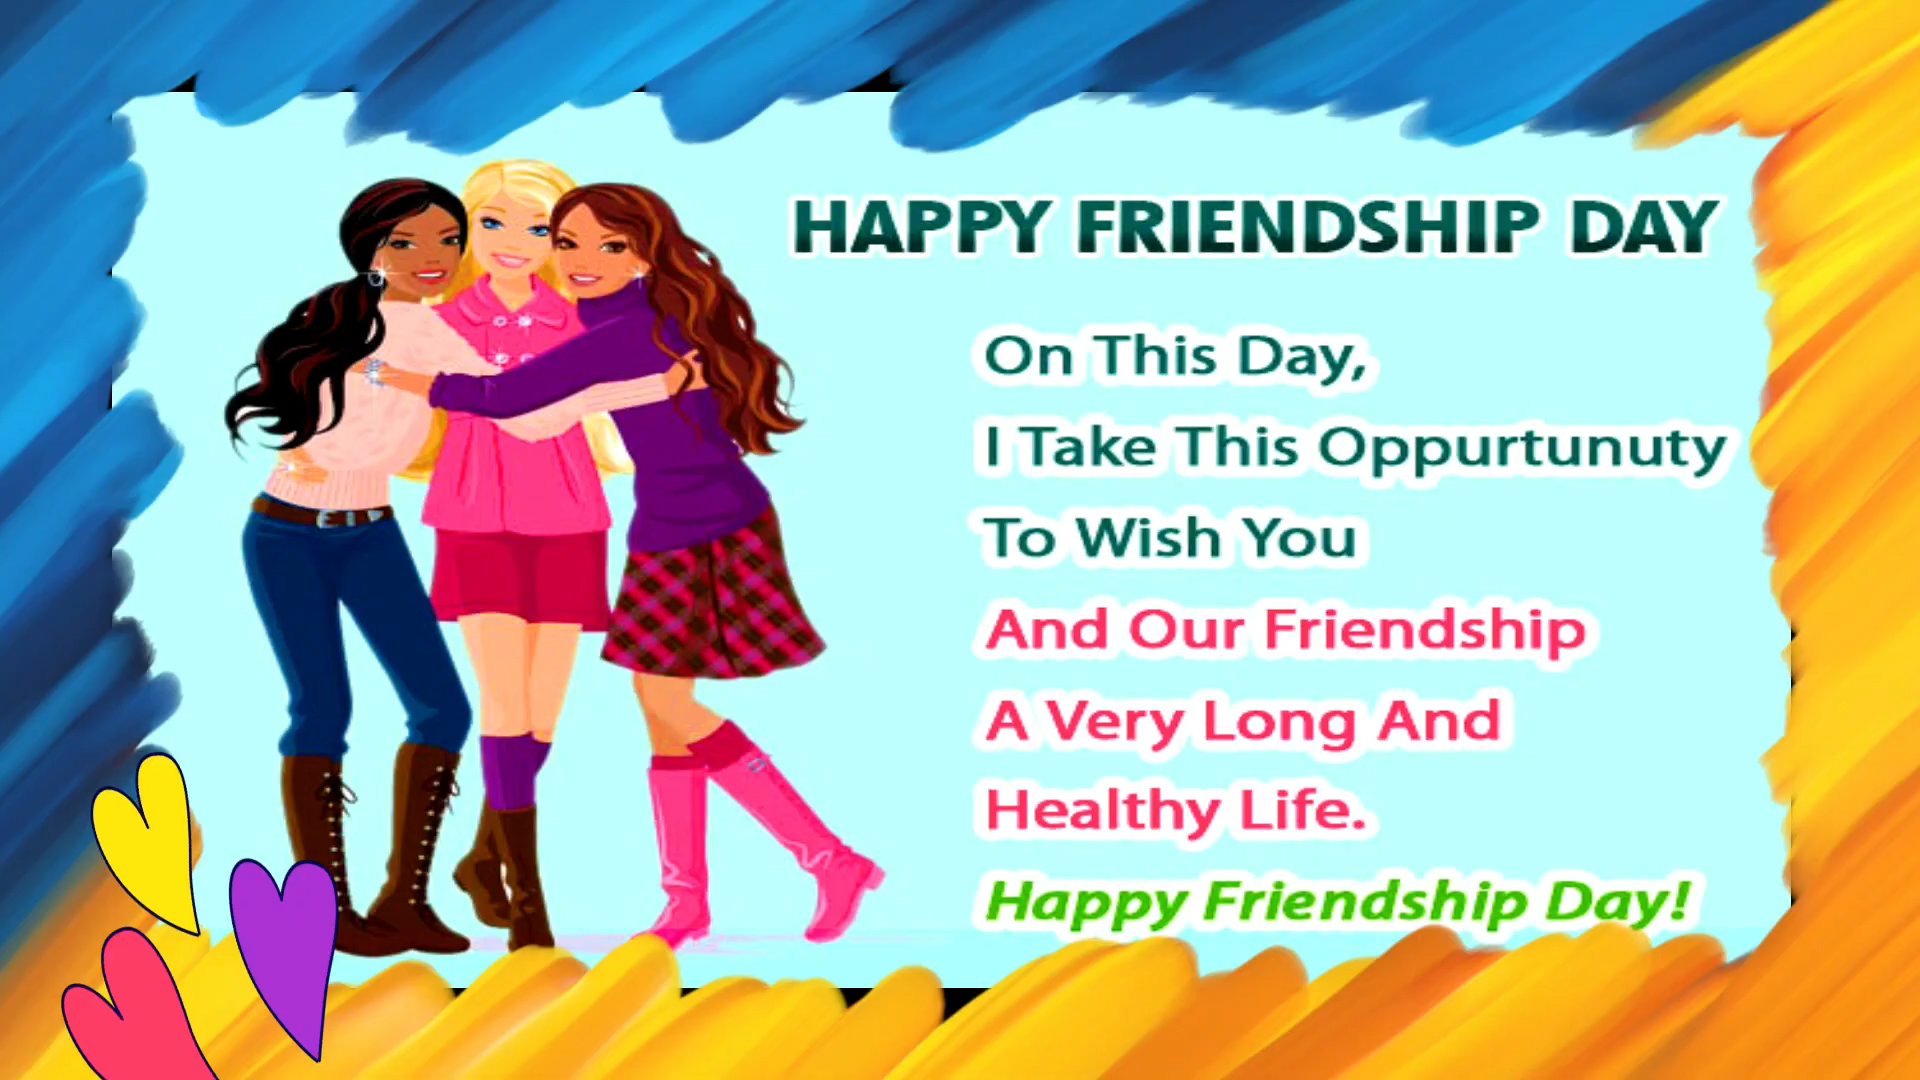 HAPPY FRIENDSHIP DAY
On This Day,
I Take This Oppurtunuty
To Wish You
And Our Friendship
A Very Long And
Healthy Life.
Happy Friendship Day!